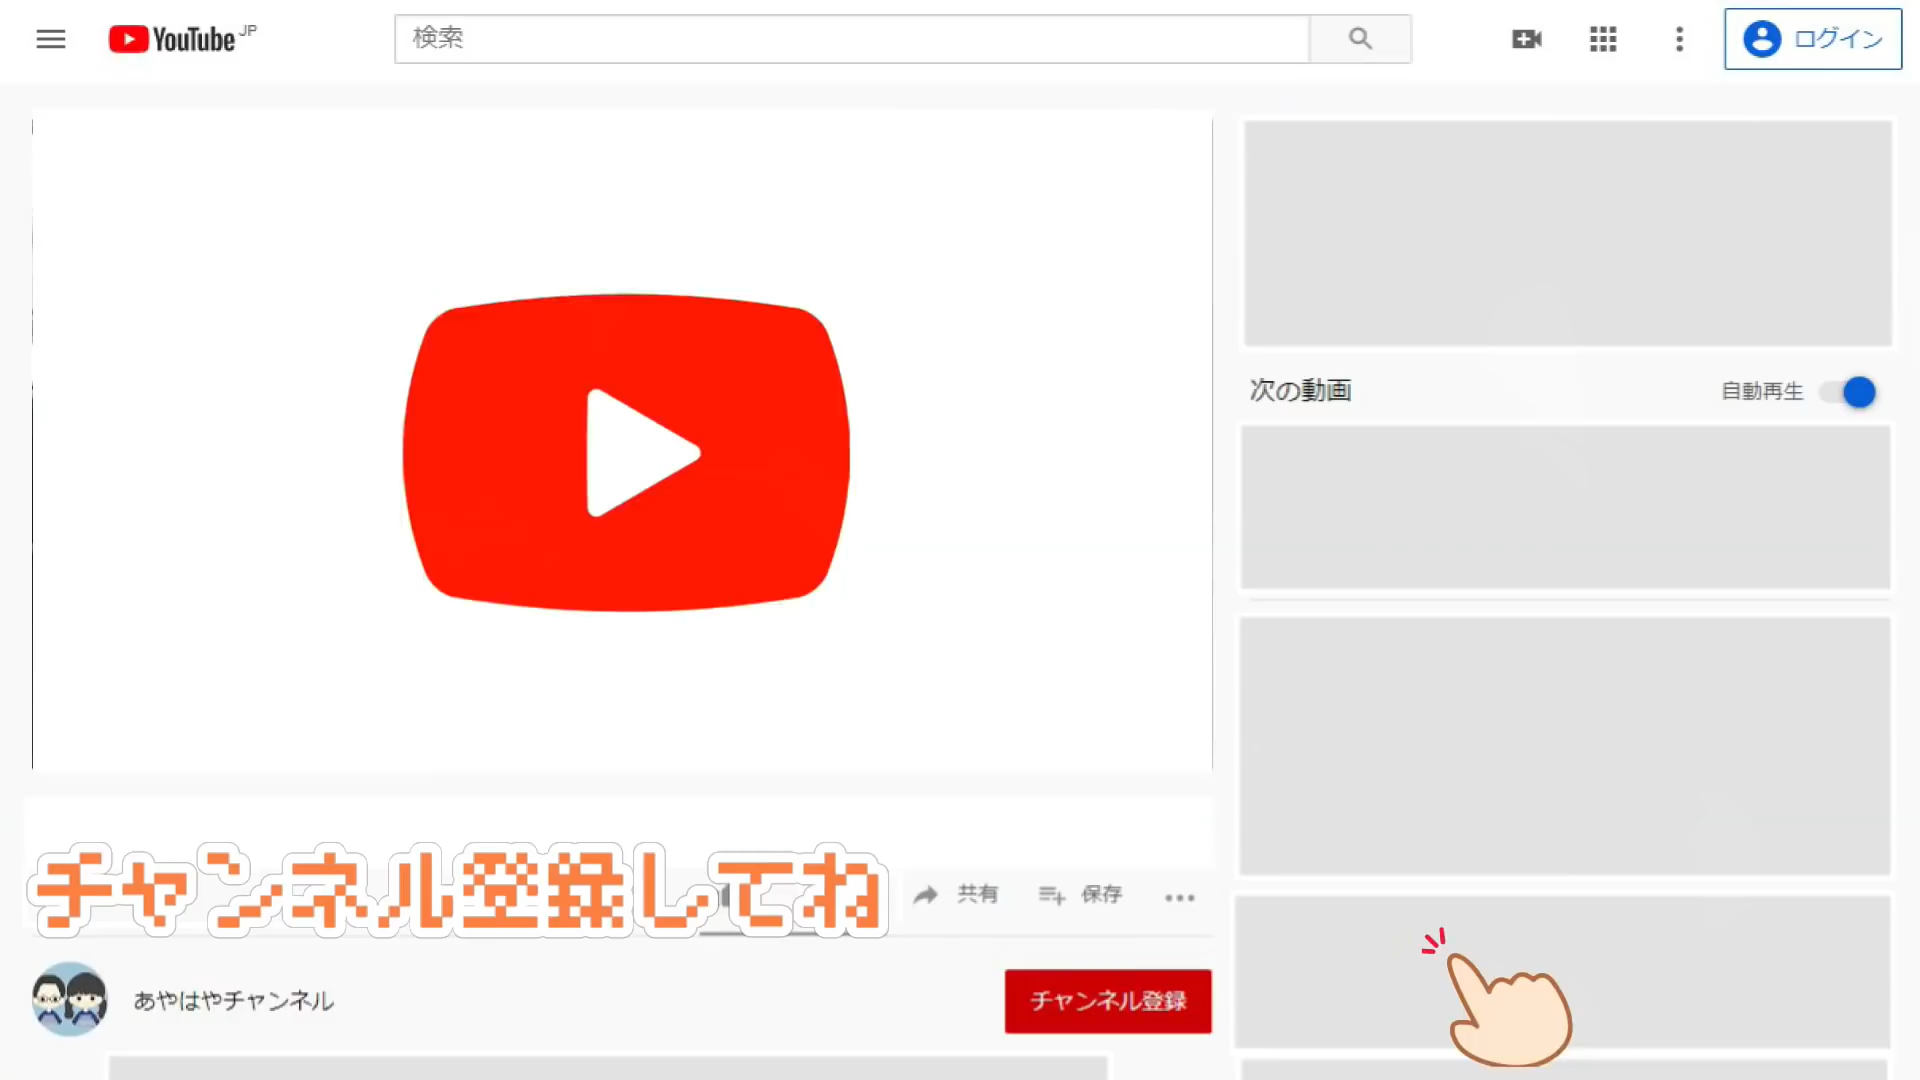 YouTube JP
検索
ログイン
次の動画
自動再生
チャンネル登録してね
共有
保存
あやはやチャンネル
チャンネル登録